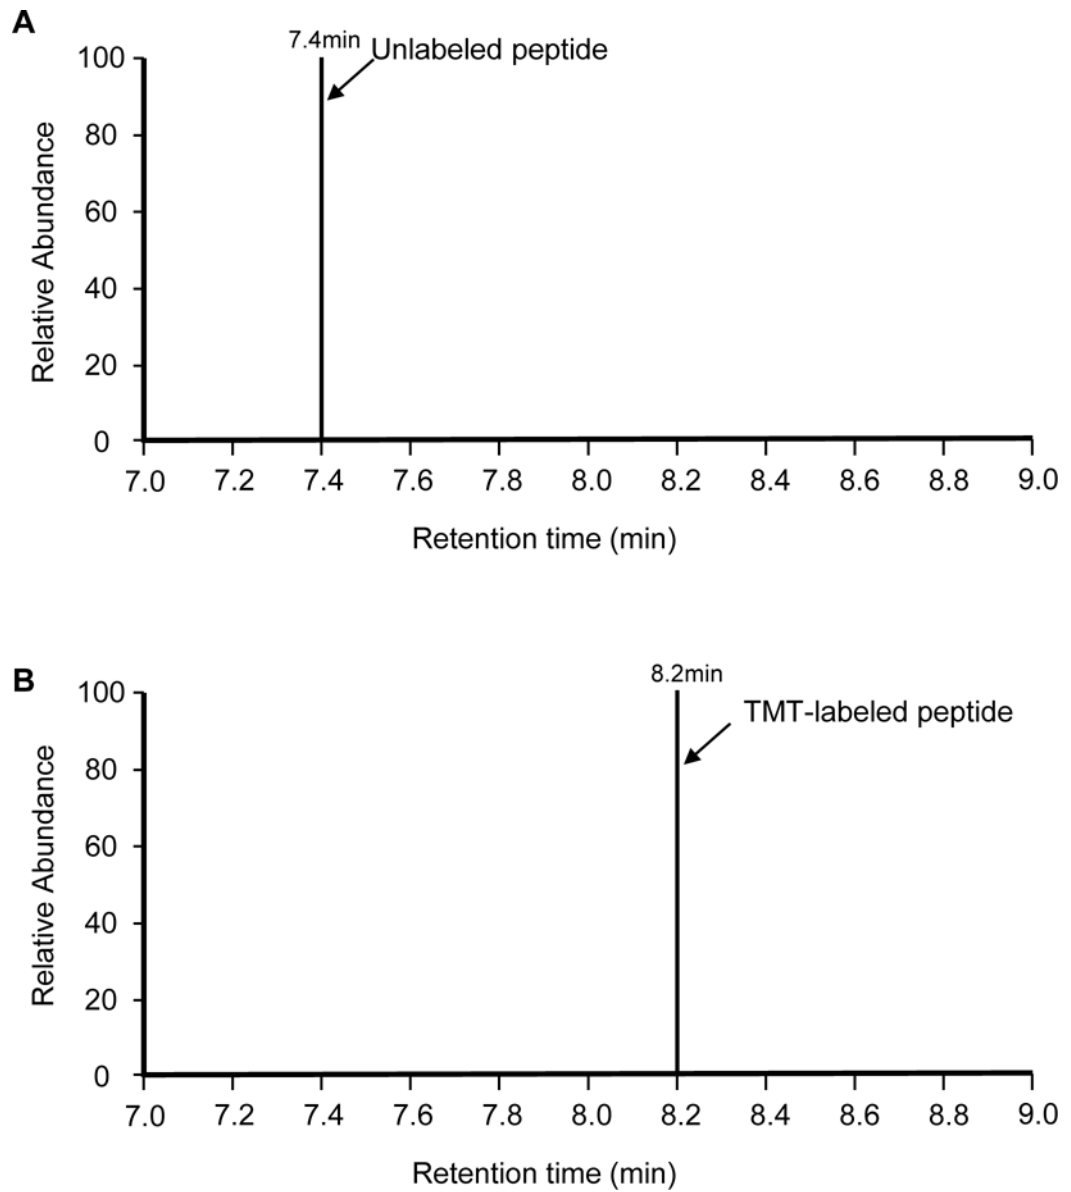 A
7.4min
Unlabeled peptide
100
80
60
40
20
0
Relative Abundance
7.0 7.2 7.4 7.6 7.8 8.0 8.2 8.4 8.6 8.8 9.0
Retention time (min)
B
8.2min
TMT-labeled peptide
100
80
60
40
20
0
Relative Abundance
7.0 7.2 7.4 7.6 7.8 8.0 8.2 8.4 8.6 8.8 9.0
Retention time (min)